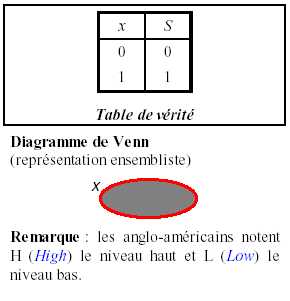 x S
0 0
1 1
Table de vérité
Diagramme de Venn
(représentation ensembliste)
x
Remarque : les anglo-américains notent
H (High) le niveau haut et L (Low) le
niveau bas.